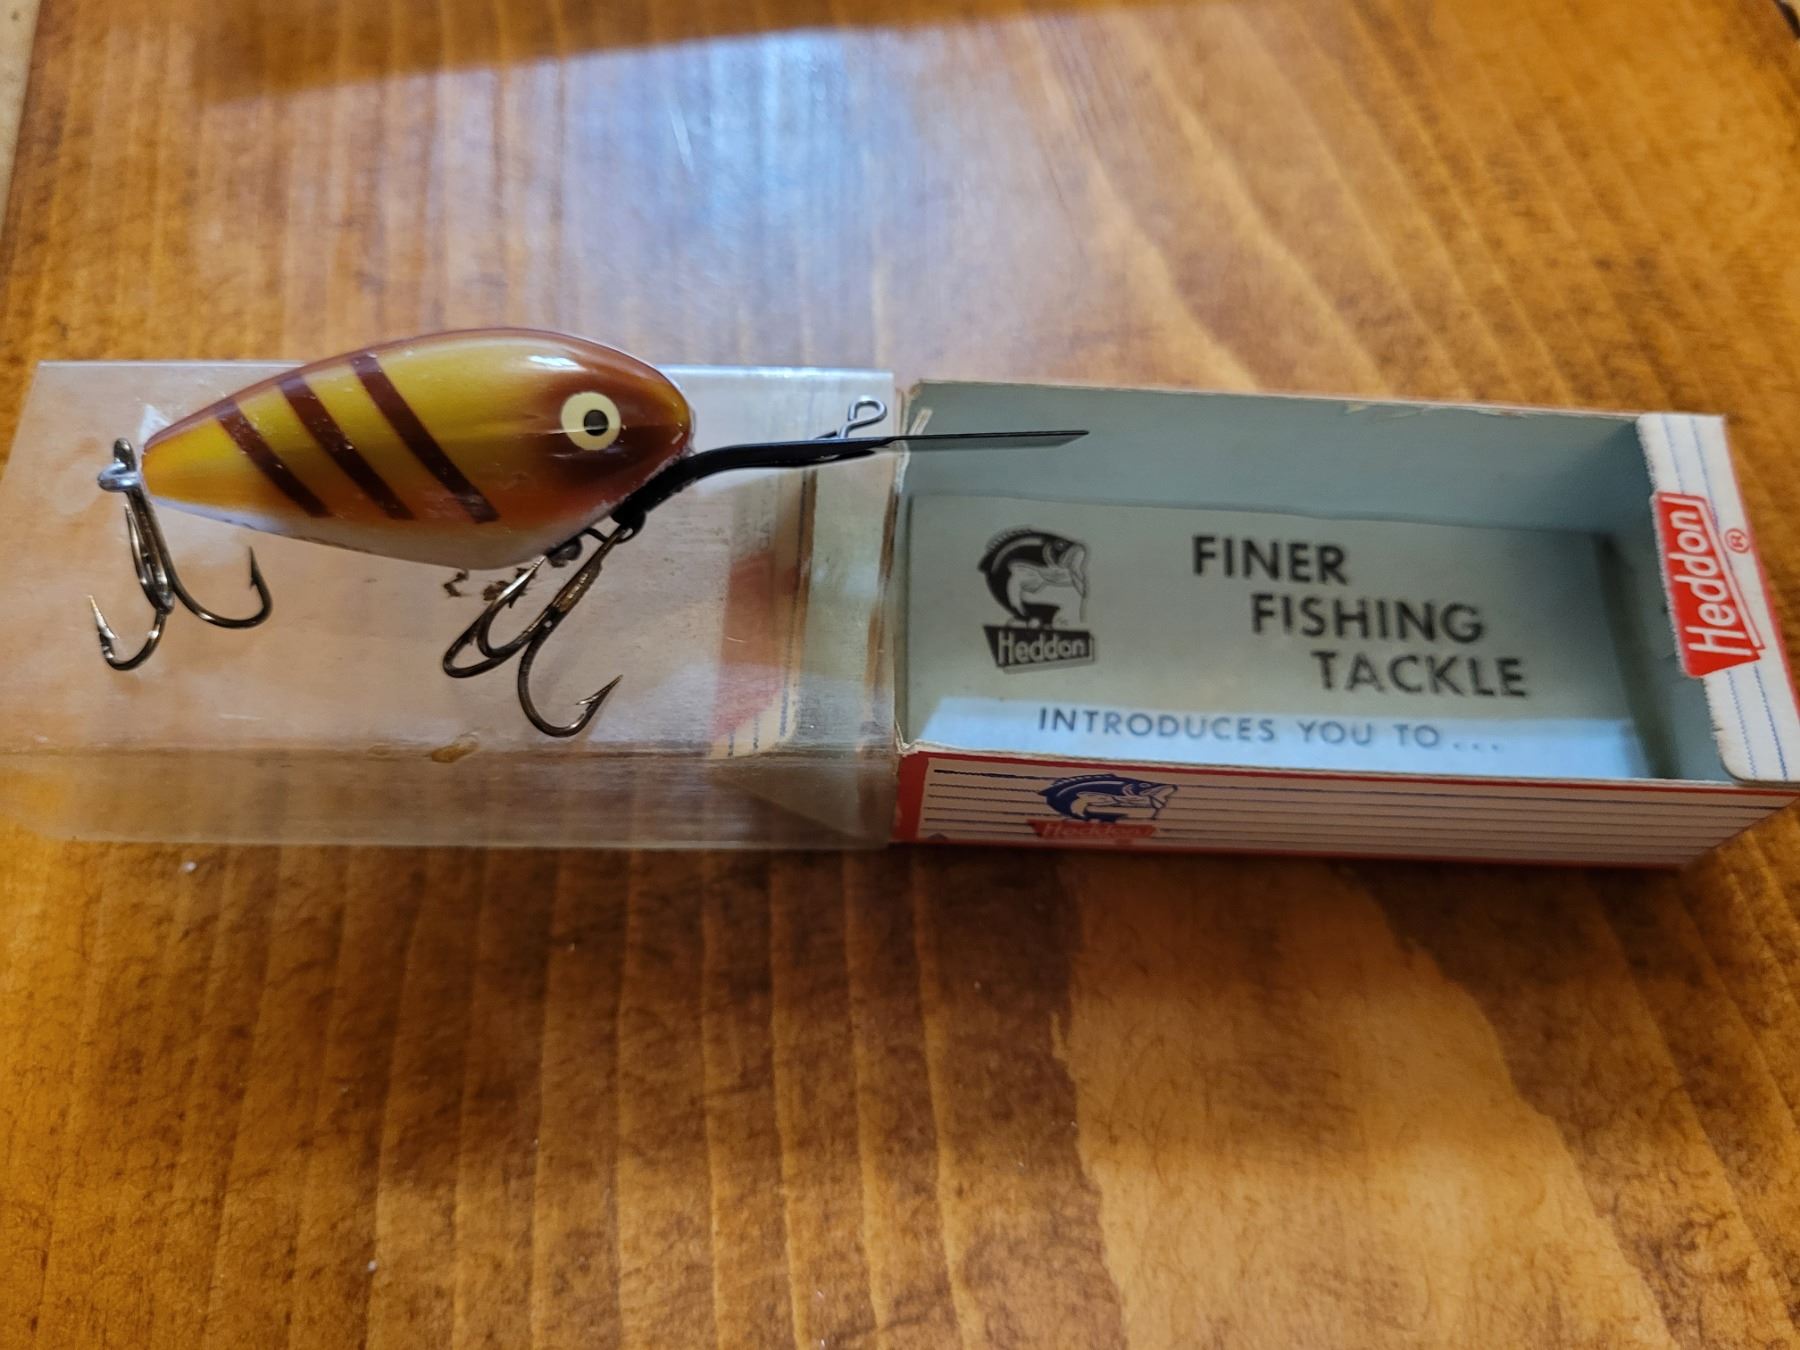 FINER
FISHING
TACKLE
Heddon
INTRODUCES YOU TO...
Heddon
Heddon®